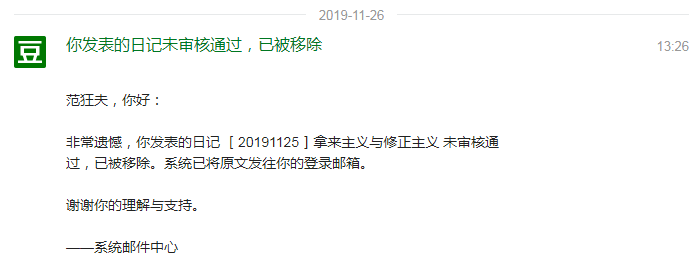 2019-11-26
豆
你发表的日记未审核通过，已被移除
13:26
范狂夫，你好：
非常遗憾，你发表的日记 ［ 20191125 ］拿来主义与修正主义 未审核通
过，已被移除。系统已将原文发往你的登录邮箱。
谢谢你的理解与支持。
——系统邮件中心